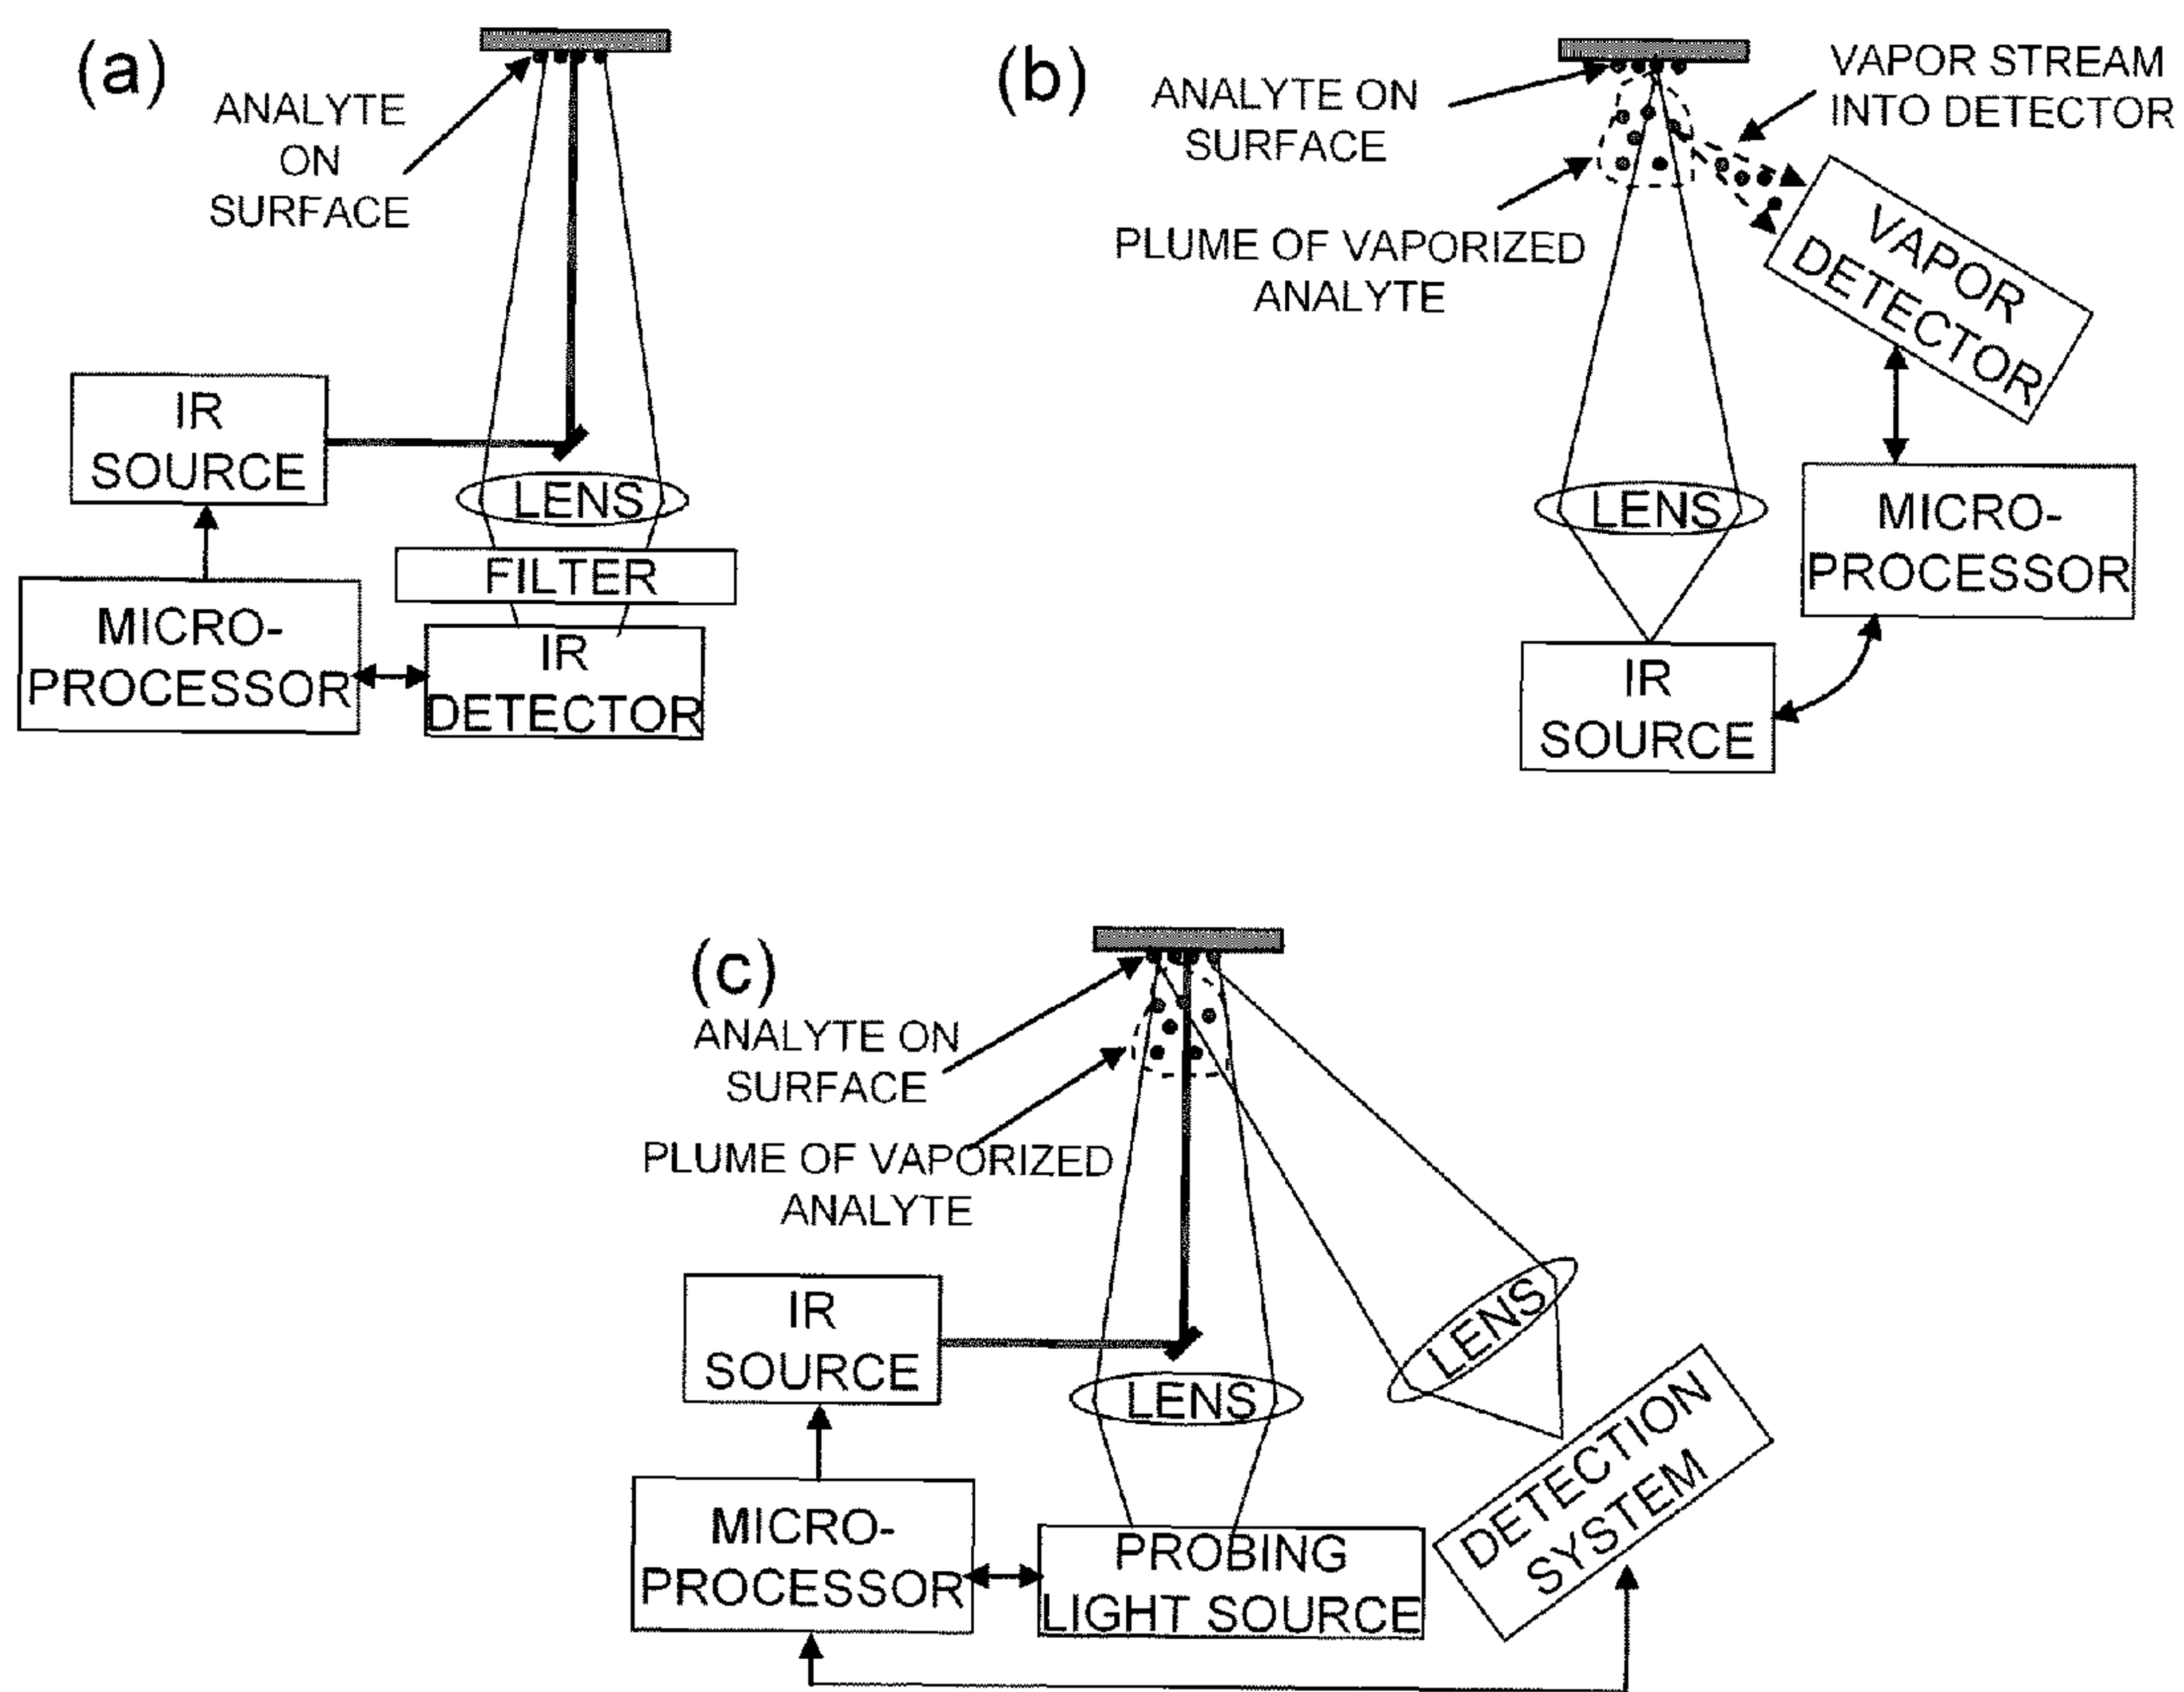 (a)
ANALYTE
ON
SURFACE
IR
SOURCE
LENS
FILTER
MICRO-
PROCESSOR
IR
DETECTOR
(b)
ANALYTE ON
SURFACE
VAPOR STREAM
INTO DETECTOR
PLUME OF VAPORIZED
ANALYTE
VAPOR
DETECTOR
LENS
MICRO-
PROCESSOR
IR
SOURCE
(c)
ANALYTE ON
SURFACE
PLUME OF VAPORIZED
ANALYTE
IR
SOURCE
LENS
LENS
MICRO-
PROCESSOR
PROBING
LIGHT SOURCE
DETECTION
SYSTEM